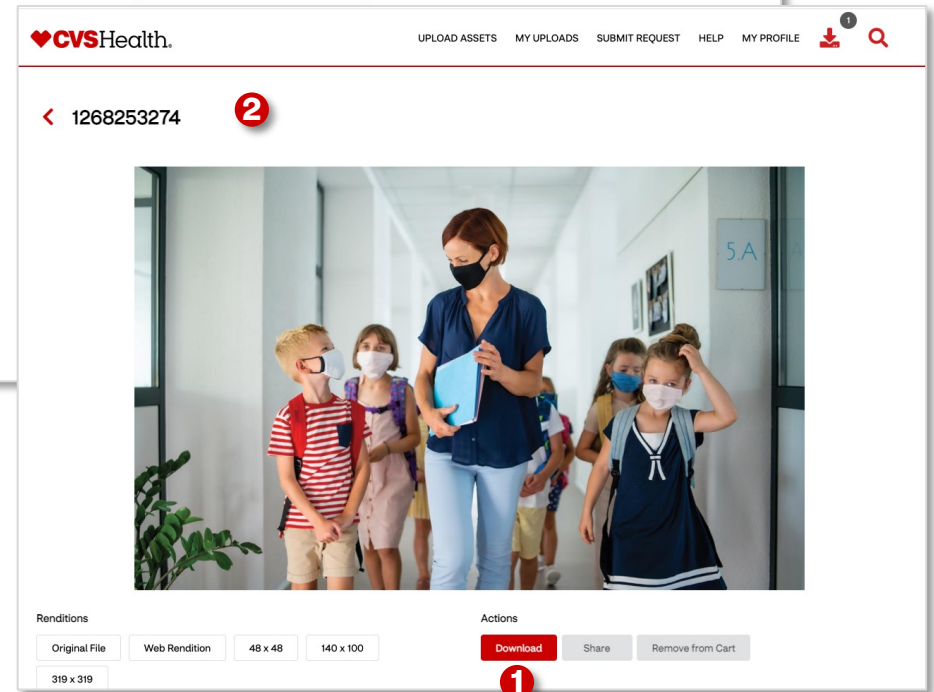 CVSHealth. UPLOAD ASSETS MY UPLOADS SUBMIT REQUEST HELP MY PROFILE 1
1268253274 2
5.A
Renditions Actions
Original File Web Rendition 48 x 48 140 x 100 Download Share Remove from Cart
319 x 319 1